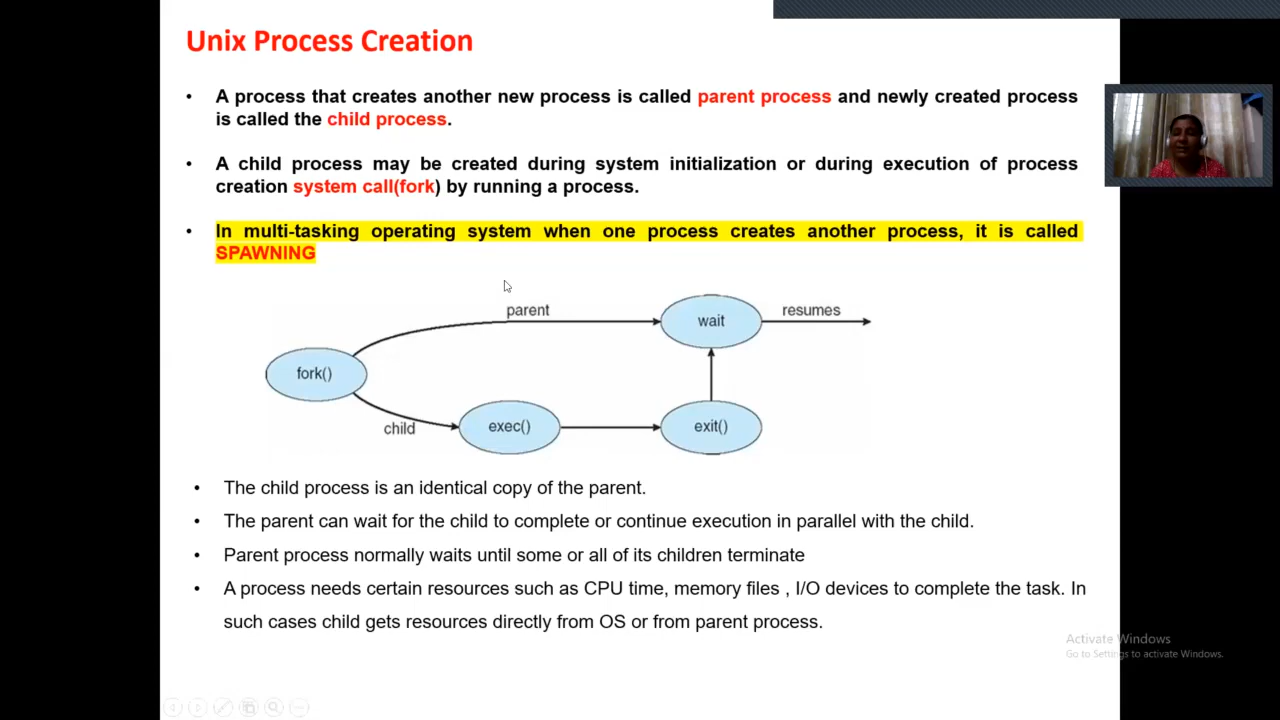 Unix Process Creation
• A process that creates another new process is called parent process and newly created process
is called the child process.
• A child process may be created during system initialization or during execution of process
creation system call(fork) by running a process.
• In multi-tasking operating system when one process creates another process, it is called
SPAWNING
parent
wait
resumes
fork()
child
exec()
exit()
• The child process is an identical copy of the parent.
• The parent can wait for the child to complete or continue execution in parallel with the child.
• Parent process normally waits until some or all of its children terminate
• A process needs certain resources such as CPU time, memory files , I/O devices to complete the task. In
such cases child gets resources directly from OS or from parent process.
Activate Windows
Go to Settings to activate Windows.